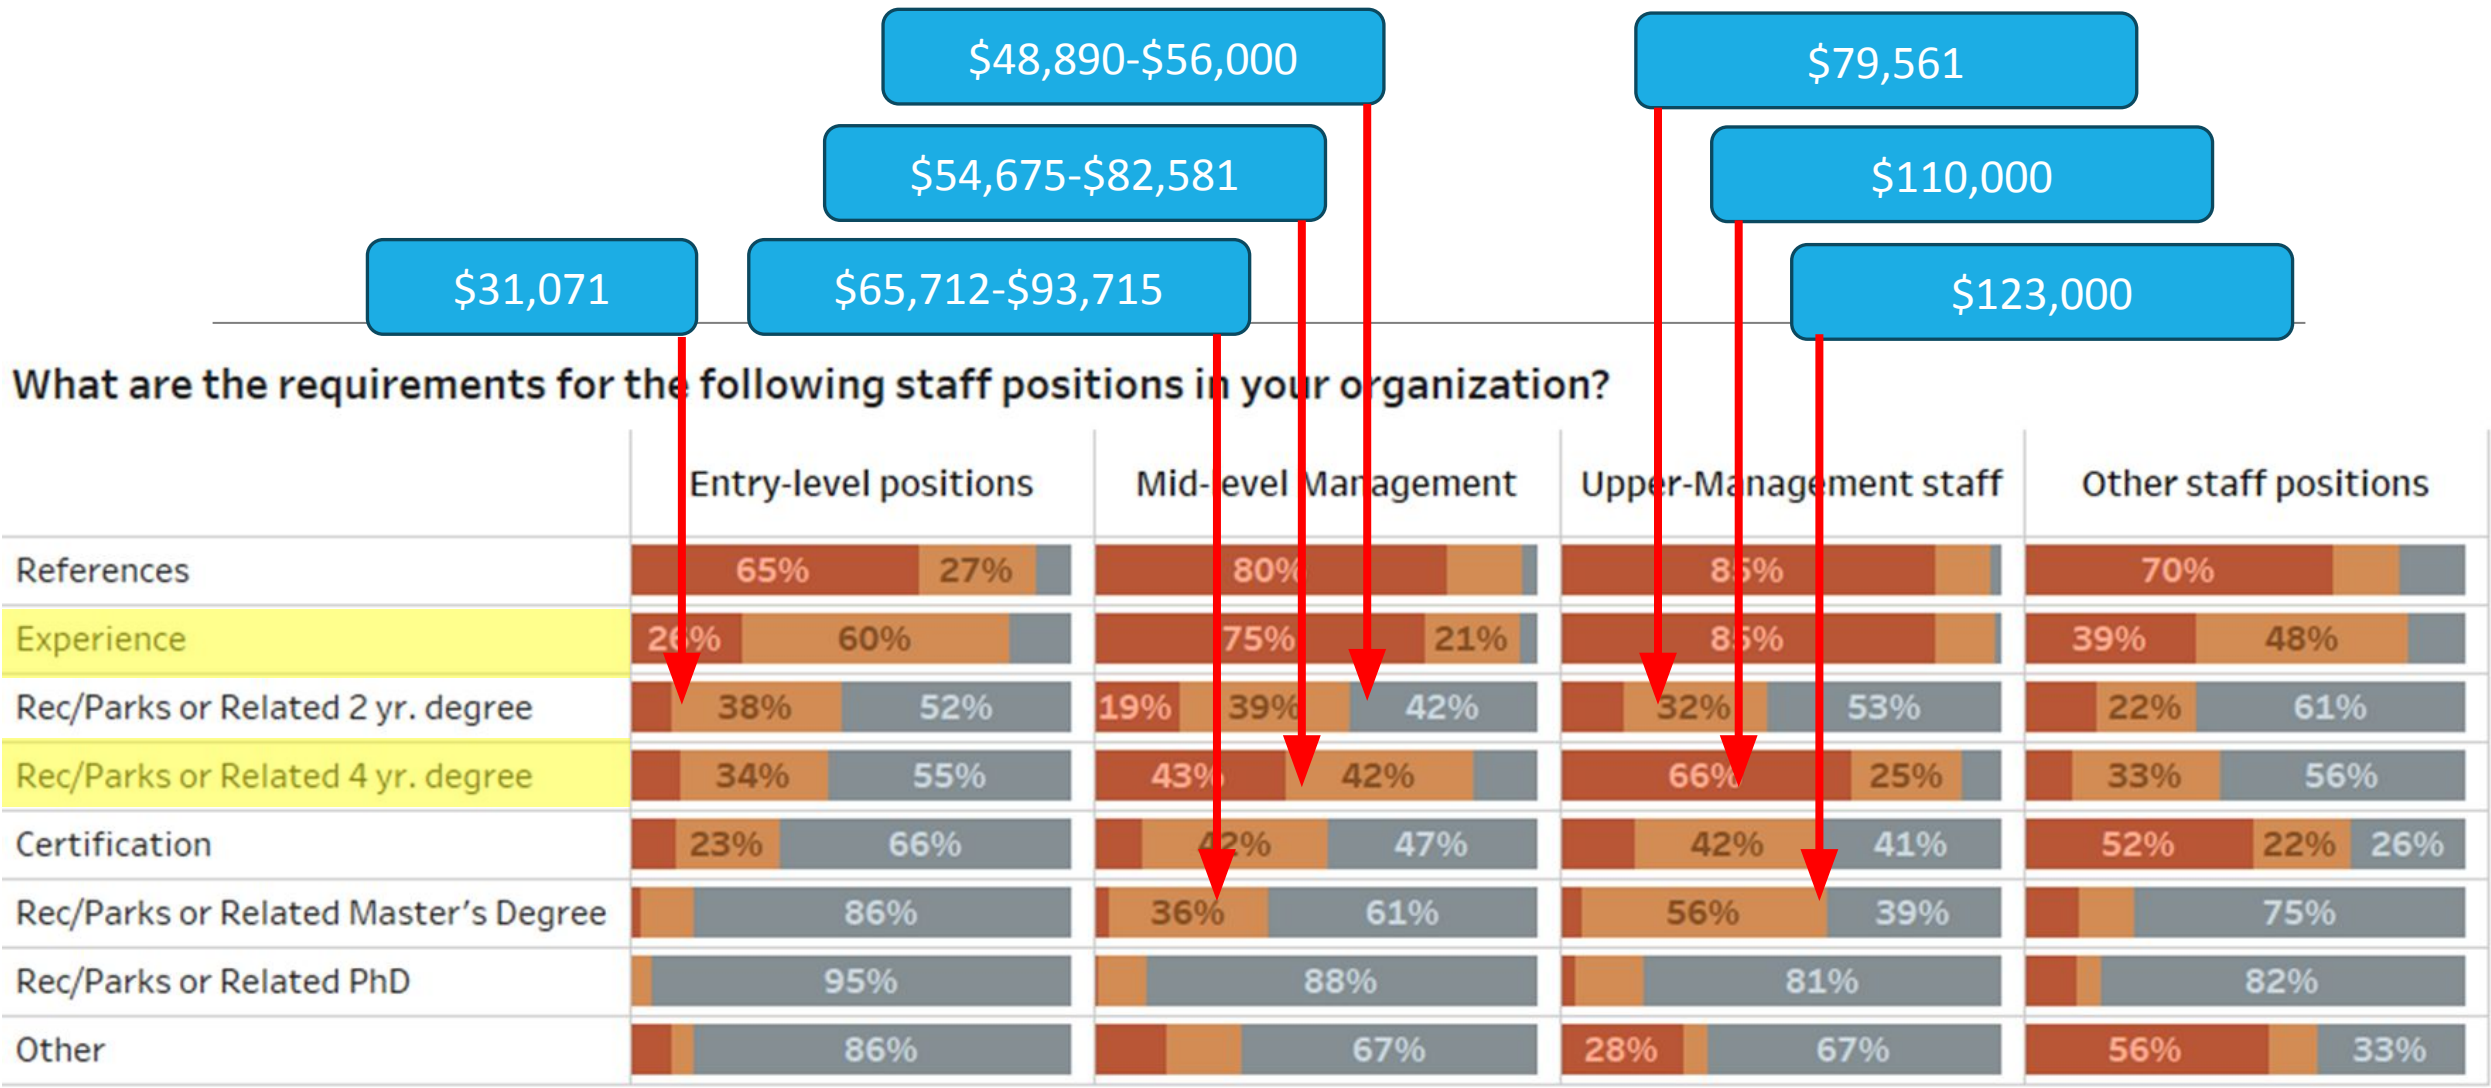 $48,890-$56,000
$79,561
$54,675-$82,581
$110,000
$31,071
$65,712-$93,715
$123,000
What are the requirements for the following staff positions in your organization?
Entry-level positions Mid-level Management Upper-Management staff Other staff positions
References 65% 27% 80% 85% 70%
Experience 26% 60% 75% 21% 85% 39% 48%
Rec/Parks or Related 2 yr. degree 38% 52% 19% 39% 42% 32% 53% 22% 61%
Rec/Parks or Related 4 yr. degree 34% 55% 43% 42% 66% 25% 33% 56%
Certification 23% 66% 42% 47% 42% 41% 52% 22% 26%
Rec/Parks or Related Master's Degree 86% 36% 61% 56% 39% 75%
Rec/Parks or Related PhD 95% 88% 81% 82%
Other 86% 67% 28% 67% 56% 33%